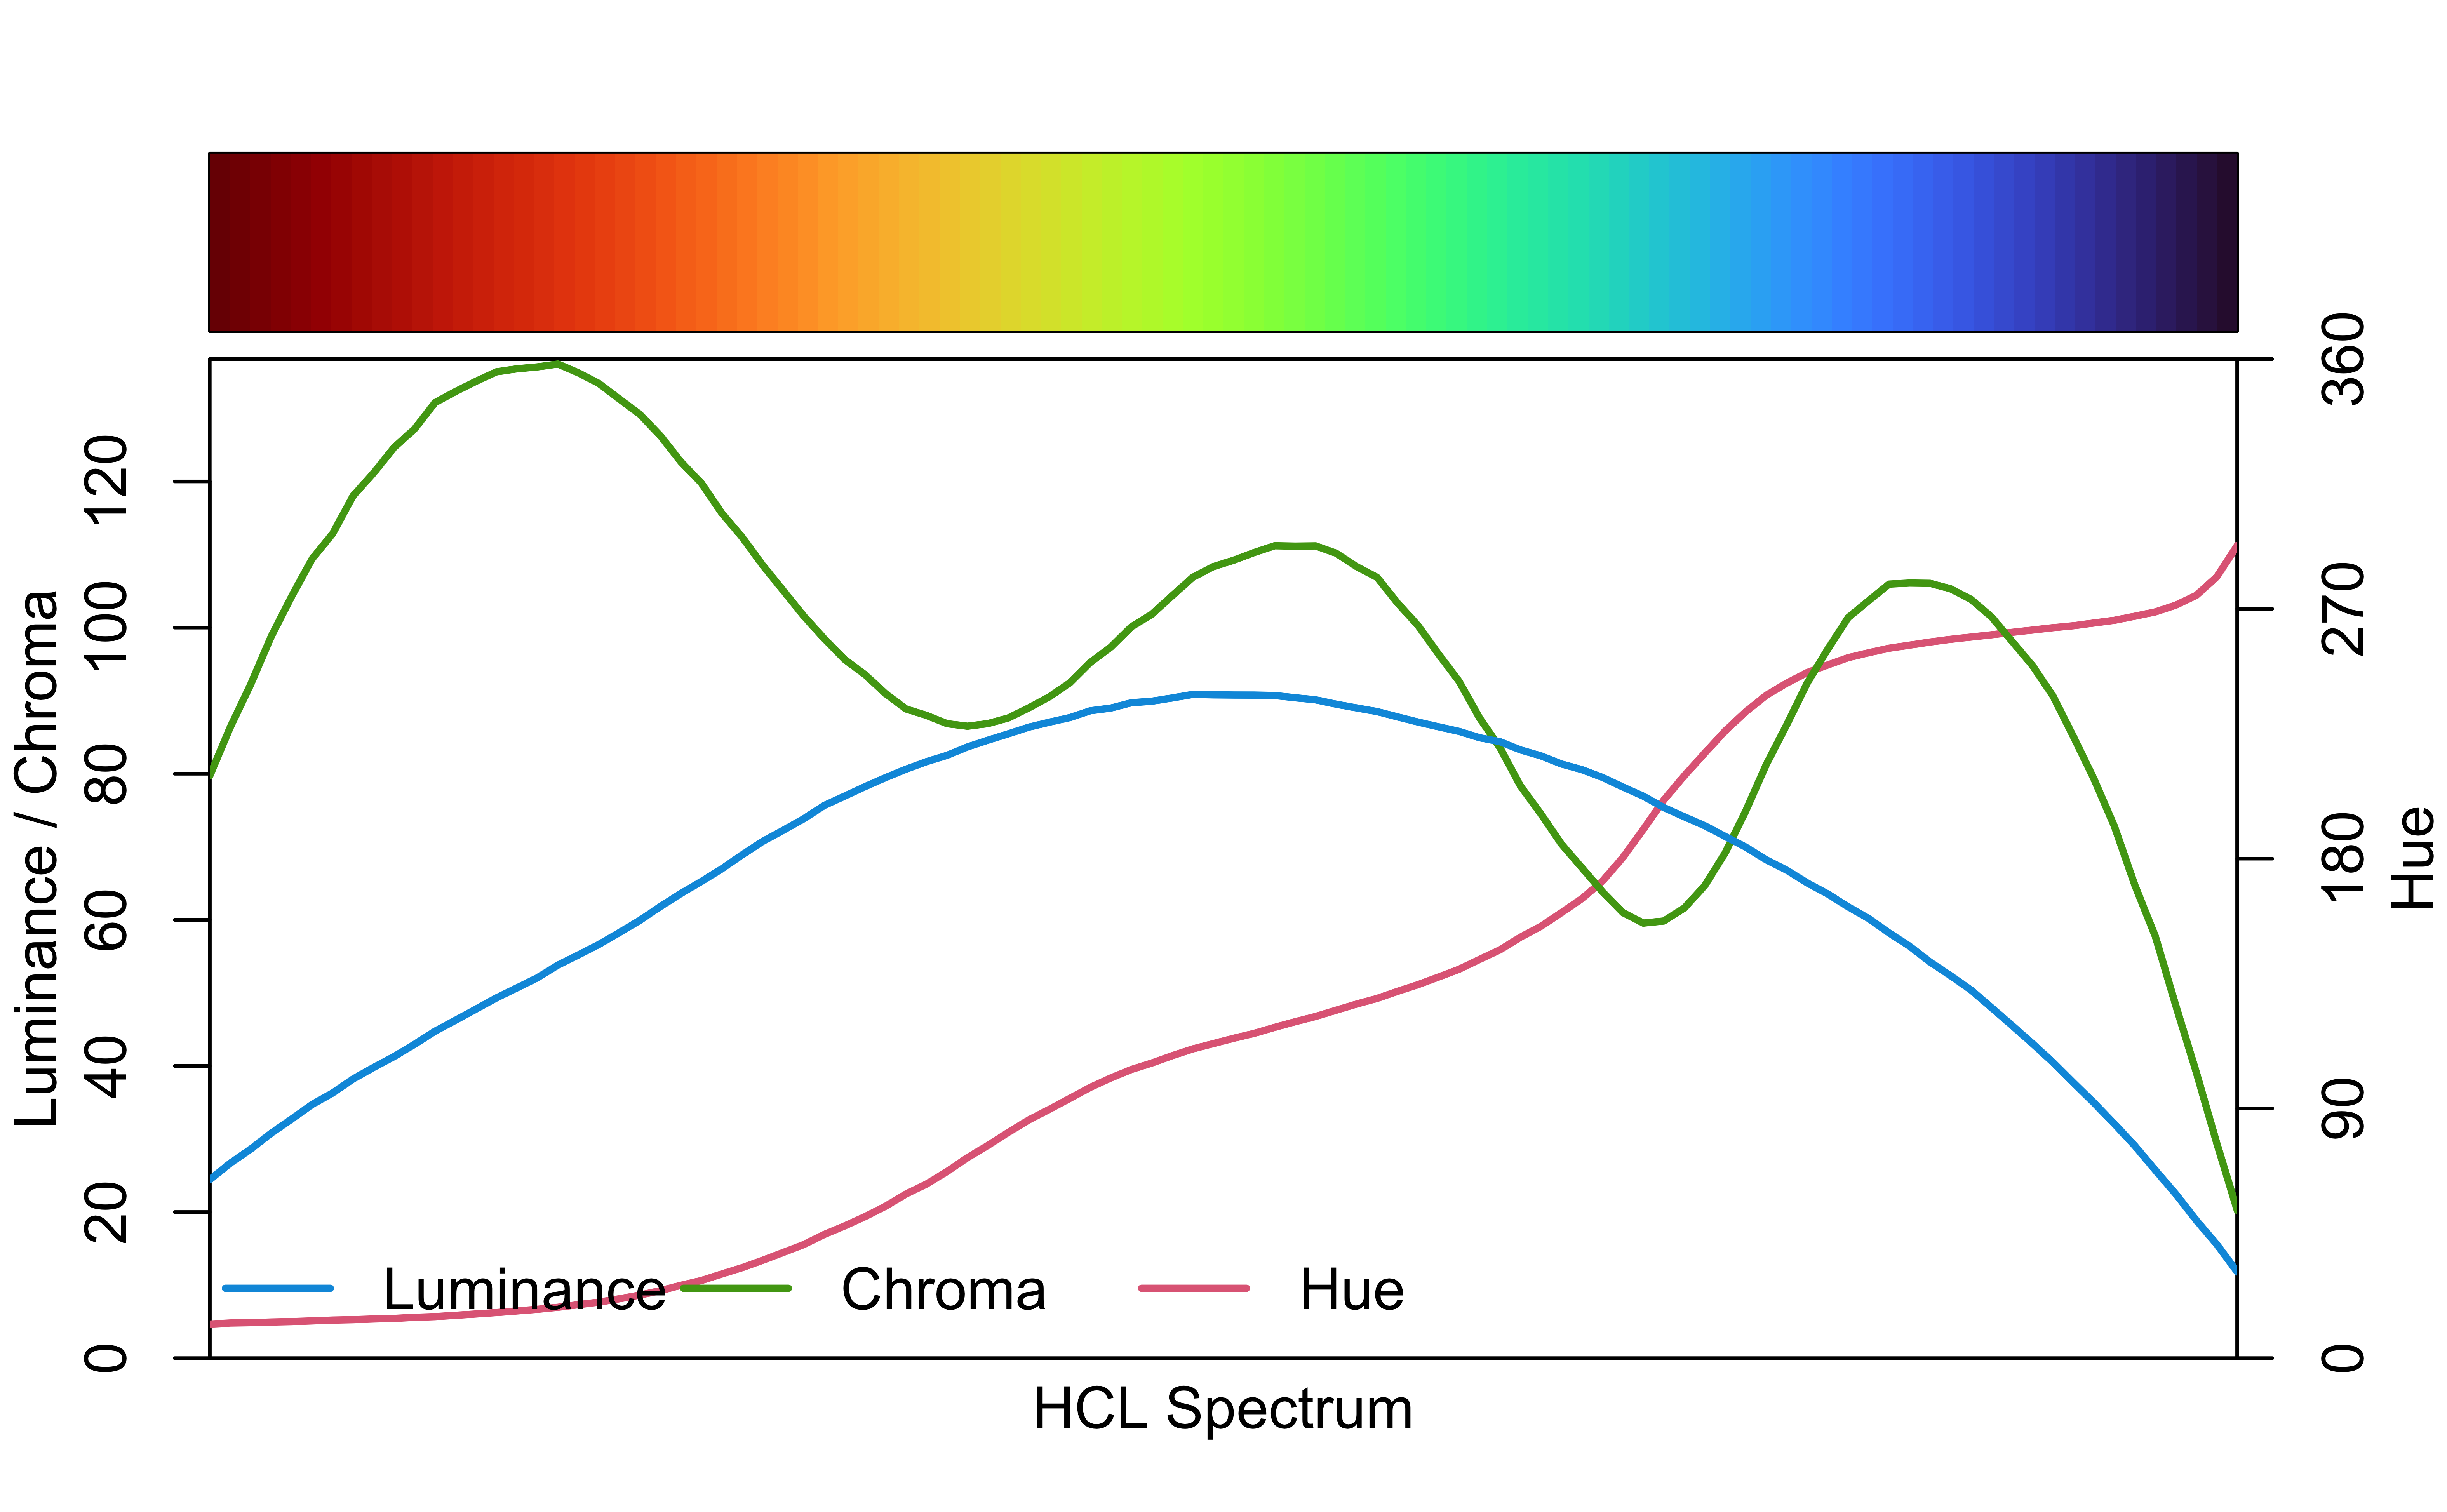 Luminance / Chroma
0 20 40 60 80 100 120
Luminance Chroma Hue
HCL Spectrum
0 90 180 270 360
Hue